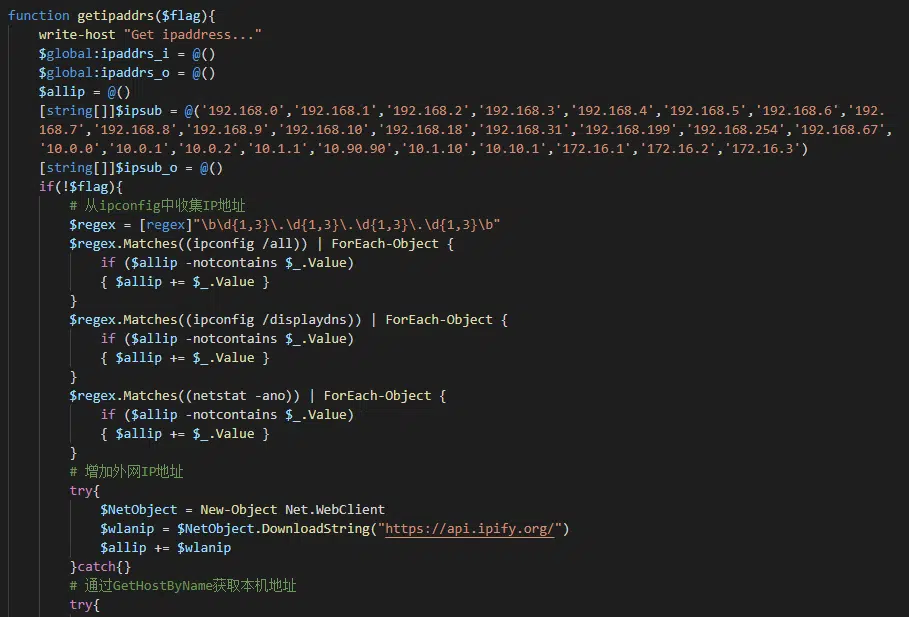 function getipaddrs($flag){
write-host "Get ipaddress..."
$global:ipaddrs_i = @()
$global:ipaddrs_o = @()
$allip = @()
[string[]]$ipsub = @('192.168.0','192.168.1','192.168.2','192.168.3','192.168.4','192.168.5','192.168.6','192.
168.7','192.168.8','192.168.9','192.168.10','192.168.18','192.168.31','192.168.199','192.168.254','192.168.67',
'10.0.0','10.0.1','10.0.2','10.1.1','10.90.90','10.1.10','10.10.1','172.16.1','172.16.2','172.16.3')
[string[]]$ipsub_o = @()
if(!$flag){
# 从ipconfig中收集IP地址
$regex = [regex]"\b\d{1,3}\.\d{1,3}\.\d{1,3}\.\d{1,3}\b"
$regex.Matches((ipconfig /all)) | ForEach-Object {
if ($allip -notcontains $_.Value)
{ $allip += $_.Value }
}
$regex.Matches((ipconfig /displaydns)) | ForEach-Object {
if ($allip -notcontains $_.Value)
{ $allip += $_.Value }
}
$regex.Matches((netstat -ano)) | ForEach-Object {
if ($allip -notcontains $_.Value)
{ $allip += $_.Value }
}
# 增加外网IP地址
try{
$NetObject = New-Object Net.WebClient
$wlanip = $NetObject.DownloadString("https://api.ipify.org/")
$allip += $wlanip
}catch{}
# 通过GetHostByName获取本机地址
try{